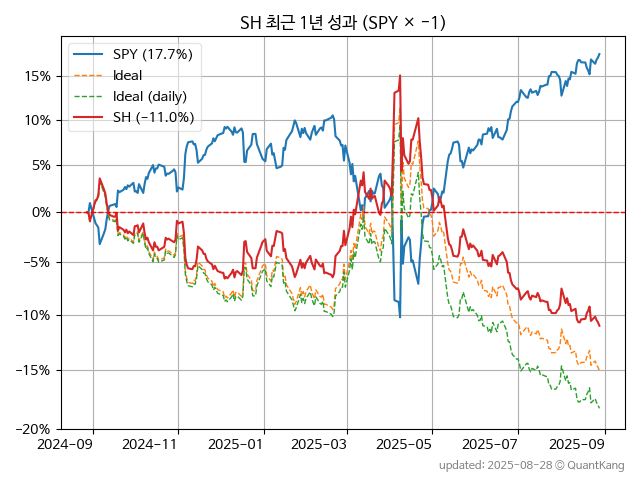 SH 최근 1년 성과 (SPY × −1)
SPY (17.7%)
Ideal
Ideal (daily)
SH (−11.0%)
15%
10%
5%
0%
−5%
−10%
−15%
−20%
2024-09 2024-11 2025-01 2025-03 2025-05 2025-07 2025-09
updated: 2025-08-28 © QuantKang